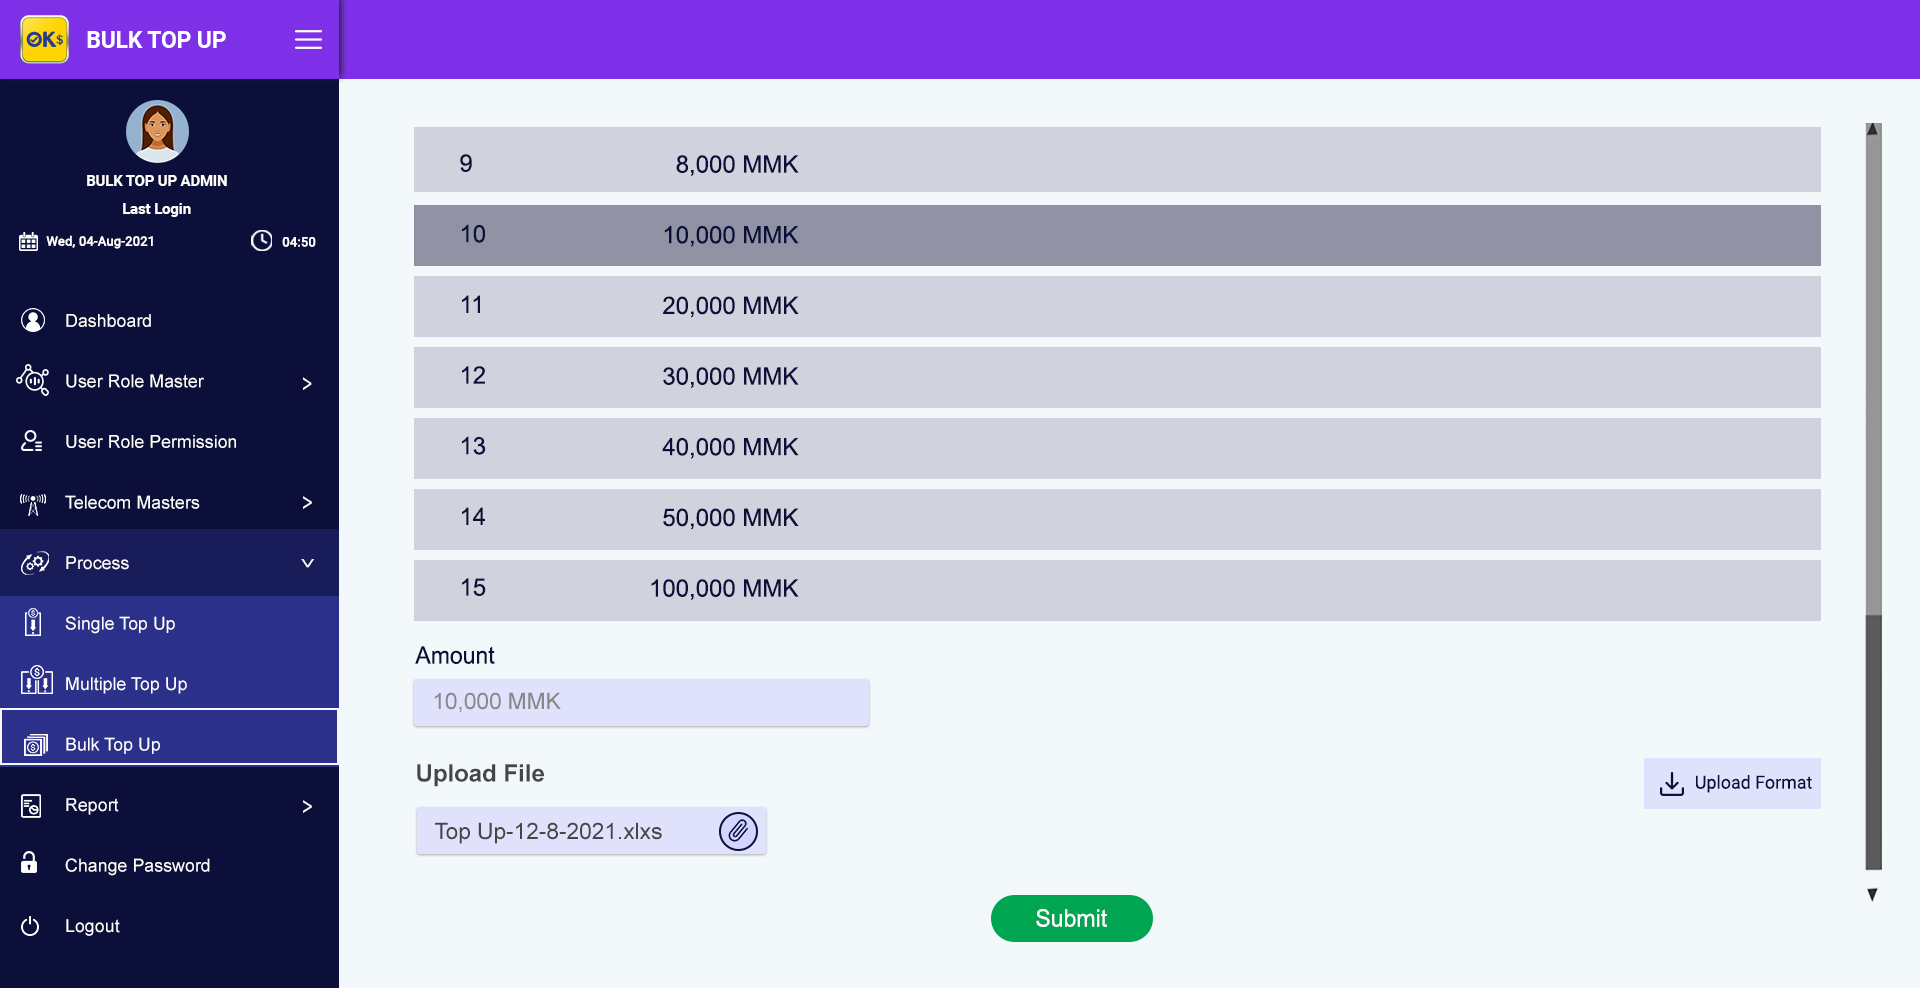 OK$ BULK TOP UP
BULK TOP UP ADMIN
Last Login
Wed, 04-Aug-2021 04:50
Dashboard
User Role Master
User Role Permission
Telecom Masters
Process
Single Top Up
Multiple Top Up
Bulk Top Up
Report
Change Password
Logout
9 8,000 MMK
10 10,000 MMK
11 20,000 MMK
12 30,000 MMK
13 40,000 MMK
14 50,000 MMK
15 100,000 MMK
Amount
10,000 MMK
Upload File
Upload Format
Top Up-12-8-2021.xlxs
Submit